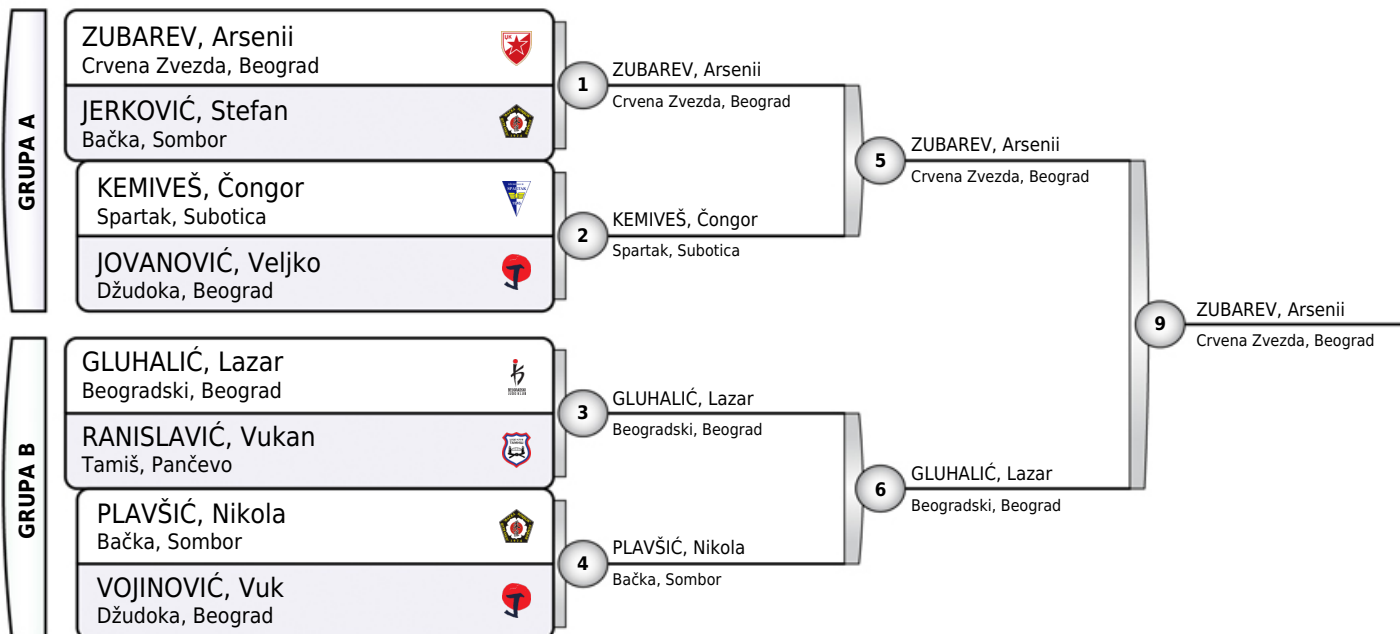 GRUPA A
ZUBAREV, Arsenii
Crvena Zvezda, Beograd
JERKOVIĆ, Stefan
Bačka, Sombor
KEMIVEŠ, Čongor
Spartak, Subotica
JOVANOVIĆ, Veljko
Džudoka, Beograd
GRUPA B
GLUHALIĆ, Lazar
Beogradski, Beograd
RANISLAVIĆ, Vukan
Tamiš, Pančevo
PLAVŠIĆ, Nikola
Bačka, Sombor
VOJINOVIĆ, Vuk
Džudoka, Beograd
1
ZUBAREV, Arsenii
Crvena Zvezda, Beograd
2
KEMIVEŠ, Čongor
Spartak, Subotica
3
GLUHALIĆ, Lazar
Beogradski, Beograd
4
PLAVŠIĆ, Nikola
Bačka, Sombor
5
ZUBAREV, Arsenii
Crvena Zvezda, Beograd
6
GLUHALIĆ, Lazar
Beogradski, Beograd
9
ZUBAREV, Arsenii
Crvena Zvezda, Beograd